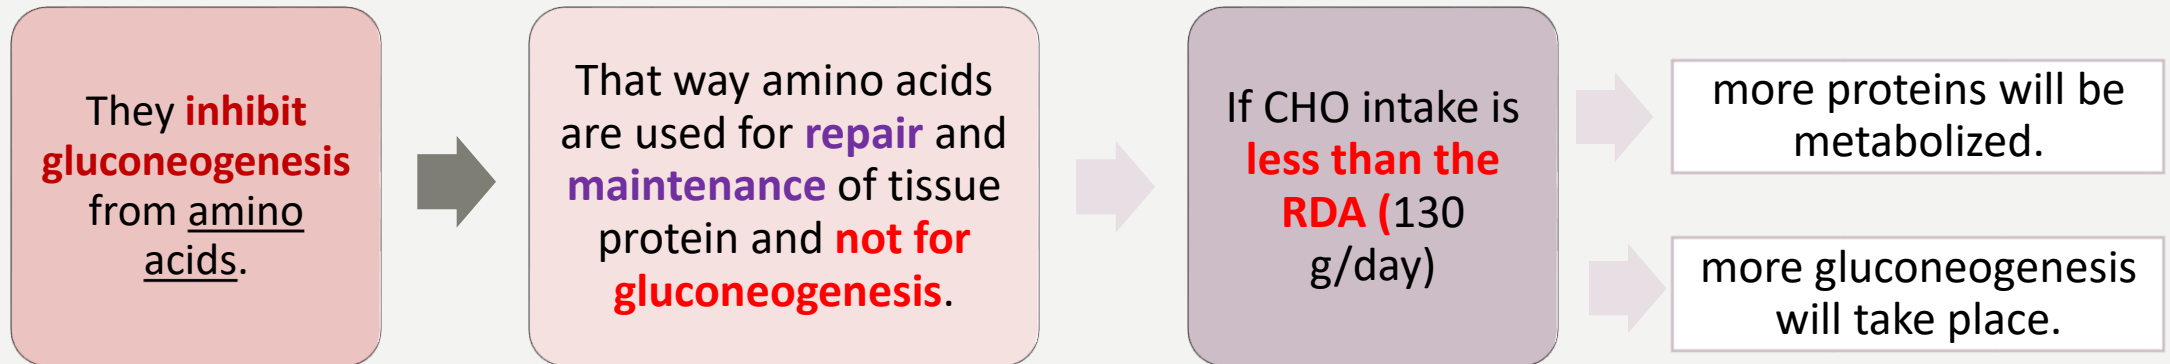 They inhibit
gluconeogenesis
from amino
acids.
That way amino acids
are used for repair and
maintenance of tissue
protein and not for
gluconeogenesis.
If CHO intake is
less than the
RDA (130
g/day)
more proteins will be
metabolized.
more gluconeogenesis
will take place.